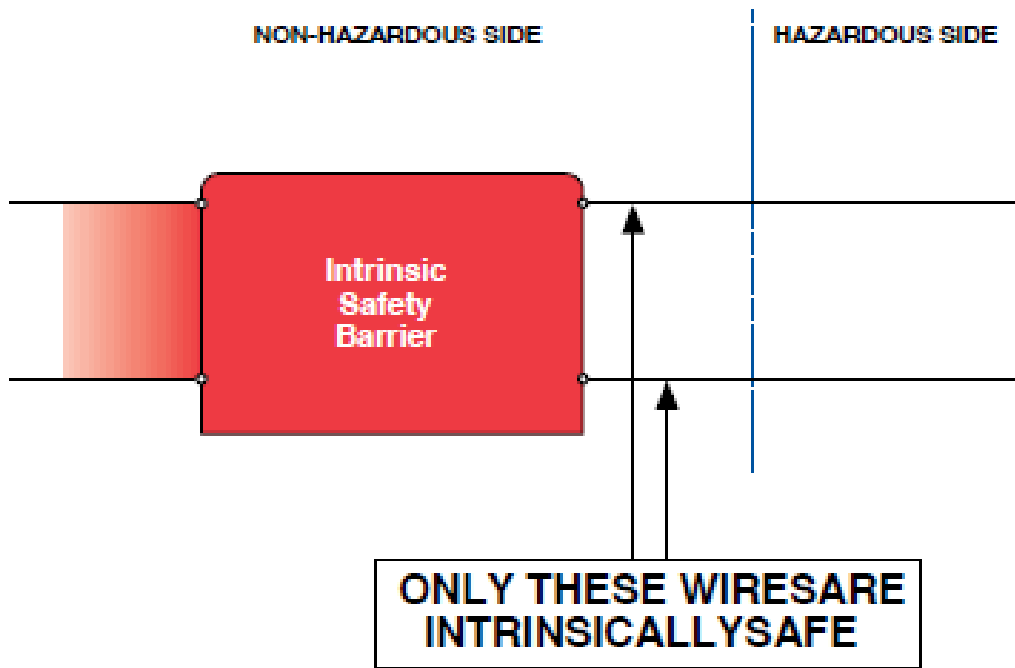 NON-HAZARDOUS SIDE
HAZARDOUS SIDE
Intrinsic
Safety
Barrier
ONLY THESE WIRESARE
INTRINSICALLYSAFE